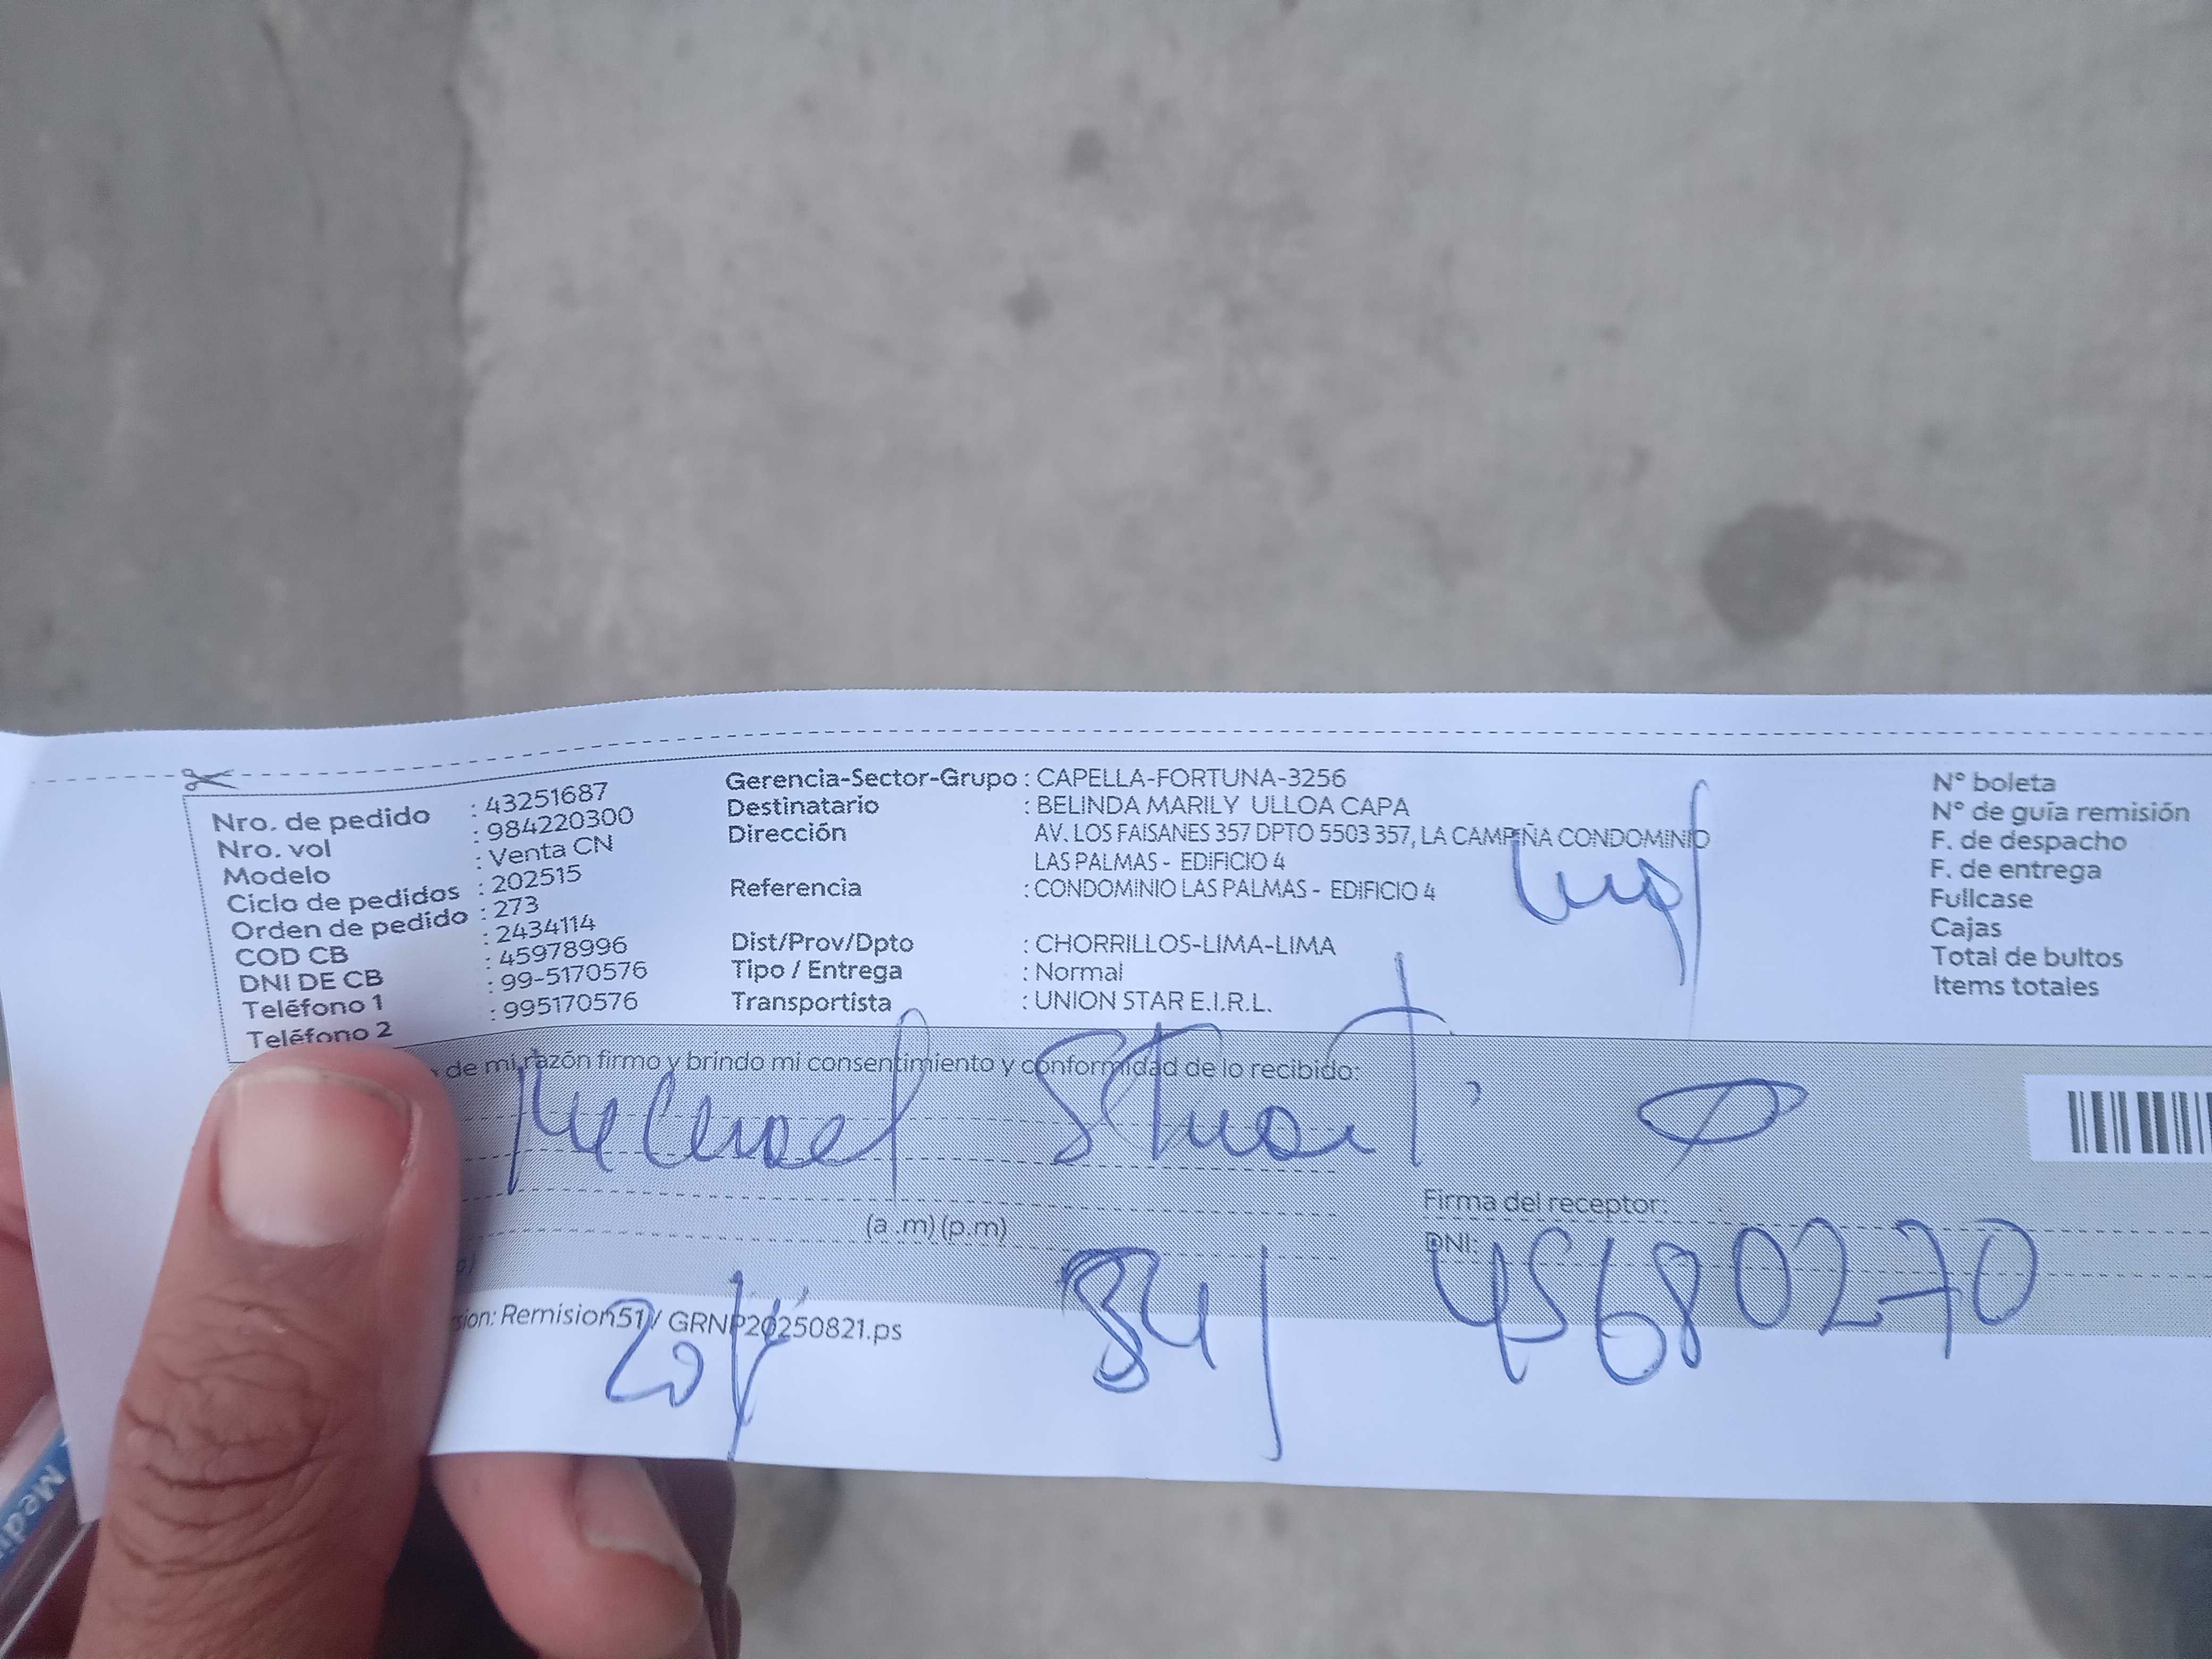 Nro. de pedido : 43251687
Nro. vol : 984220300
Modelo : Venta CN
Ciclo de pedidos : 202515
Orden de pedido : 273
COD CB : 2434114
DNI DE CB : 45978996
Teléfono 1 : 99-5170576
Teléfono 2 : 995170576
Gerencia-Sector-Grupo : CAPELLA-FORTUNA-3256
Destinatario : BELINDA MARILY ULLOA CAPA
Dirección AV. LOS FAISANES 357 DPTO 5503 357, LA CAMPIÑA CONDOMINIO
LAS PALMAS - EDIFICIO 4
Referencia : CONDOMINIO LAS PALMAS - EDIFICIO 4
Dist/Prov/Dpto : CHORRILLOS-LIMA-LIMA
Tipo / Entrega : Normal
Transportista : UNION STAR E.I.R.L.
N° boleta
N° de guía remisión
F. de despacho
F. de entrega
Fullcase
Cajas
Total de bultos
Items totales
de mi razón firmo y brindo mi consentimiento y conformidad de lo recibido:
Stuart
(a .m) (p.m)
Firma del receptor:
DNI: 45680270
sion: Remision51 / GRNP20250821.ps
Medi